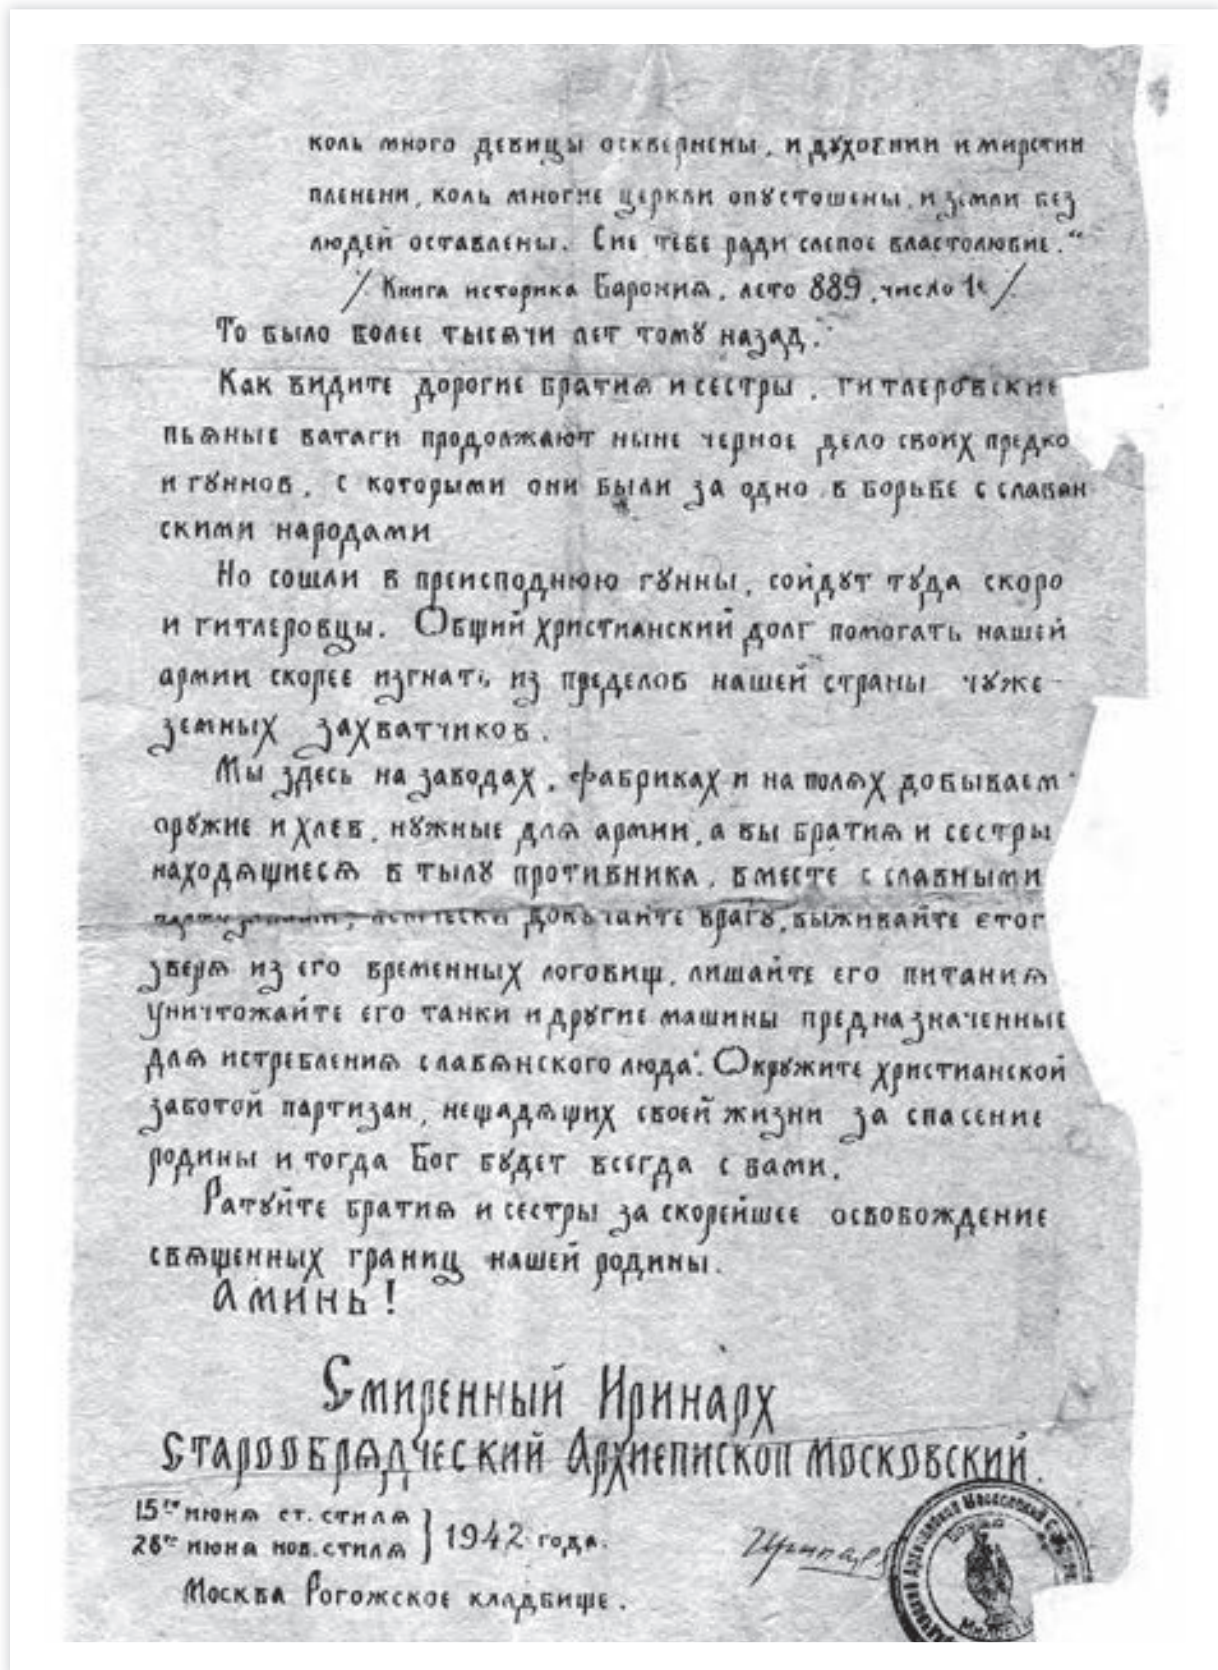 коль много девицы осквернены, и духовнии и мирстии
пленени, коль многие церкви опустошены, и земли без
людей оставлены. Сие тебе ради слепое властолюбие."
/Книга историка Барония, лето 889, число 1е/.
То было более тысячи лет тому назад.
Как видите дорогие братия и сестры, гитлеровские
пьяные ватаги продолжают ныне черное дело своих предко
и гуннов, с которыми они были за одно в борьбе с славян
скими народами
Но сошли в преисподнюю гунны, сойдут туда скоро
и гитлеровцы. Общий христианский долг помогать нашей
армии скорее изгнать из пределов нашей страны чуже-
земных захватчиков.
Мы здесь на заводах, фабриках и на полях добываем
оружие и хлеб, нужные для армии, а вы братия и сестры
находящиеся в тылу противника, вместе с славными
врагу, выживайте етог
зверя из его временных логовищ, лишайте его питания
уничтожайте его танки и другие машины предназначенные
для истребления славянского люда. Окружите христианской
заботой партизан, нещадящих своей жизни за спасение
родины и тогда Бог будет всегда с вами.
Ратуйте братия и сестры за скорейшее освобождение
священных границ нашей родины.
Аминь!
Смиренный Иринарх
Старообрядческий Архиепископ Московский.
15го июня ст. стиля
28го июня нов. стиля } 1942 года.
Иринарх
Москва Рогожское кладбище.